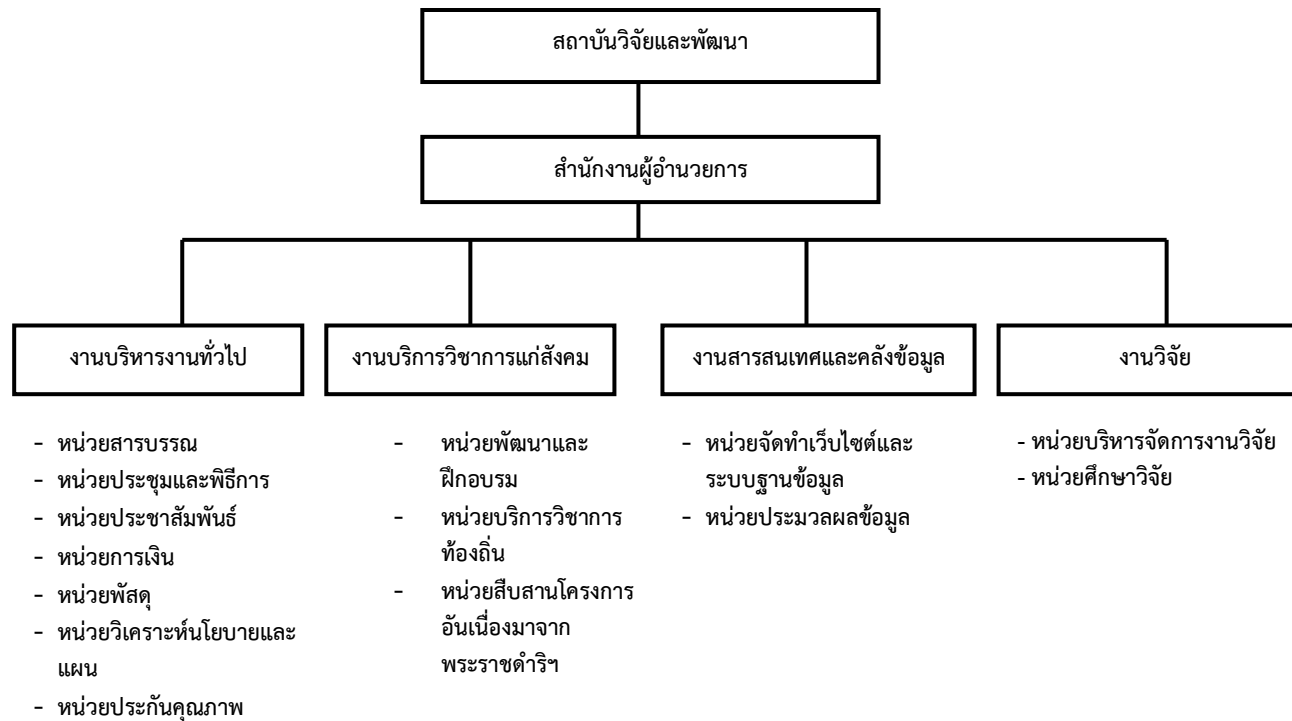 สถาบันวิจัยและพัฒนา
สำนักงานผู้อำนวยการ
งานบริหารงานทั่วไป
- หน่วยสารบรรณ
- หน่วยประชุมและพิธีการ
- หน่วยประชาสัมพันธ์
- หน่วยการเงิน
- หน่วยพัสดุ
- หน่วยวิเคราะห์นโยบายและ
แผน
- หน่วยประกันคุณภาพ
งานบริการวิชาการแก่สังคม
- หน่วยพัฒนาและ
ฝึกอบรม
- หน่วยบริการวิชาการ
ท้องถิ่น
- หน่วยสืบสานโครงการ
อันเนื่องมาจาก
พระราชดำริฯ
งานสารสนเทศและคลังข้อมูล
- หน่วยจัดทำเว็บไซต์และ
ระบบฐานข้อมูล
- หน่วยประมวลผลข้อมูล
งานวิจัย
- หน่วยบริหารจัดการงานวิจัย
- หน่วยศึกษาวิจัย